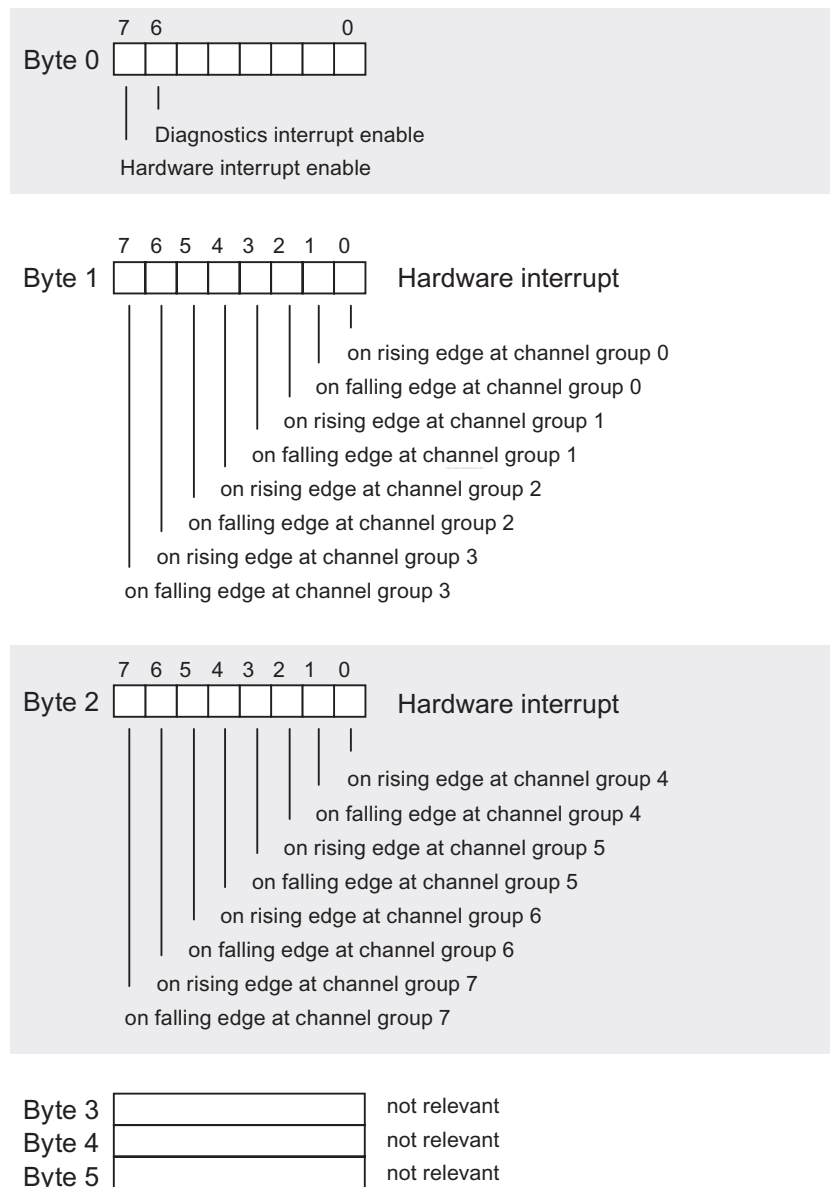 7 6 0
Byte 0
Diagnostics interrupt enable
Hardware interrupt enable
7 6 5 4 3 2 1 0
Byte 1 Hardware interrupt
on rising edge at channel group 0
on falling edge at channel group 0
on rising edge at channel group 1
on falling edge at channel group 1
on rising edge at channel group 2
on falling edge at channel group 2
on rising edge at channel group 3
on falling edge at channel group 3
7 6 5 4 3 2 1 0
Byte 2 Hardware interrupt
on rising edge at channel group 4
on falling edge at channel group 4
on rising edge at channel group 5
on falling edge at channel group 5
on rising edge at channel group 6
on falling edge at channel group 6
on rising edge at channel group 7
on falling edge at channel group 7
Byte 3 not relevant
Byte 4 not relevant
Byte 5 not relevant